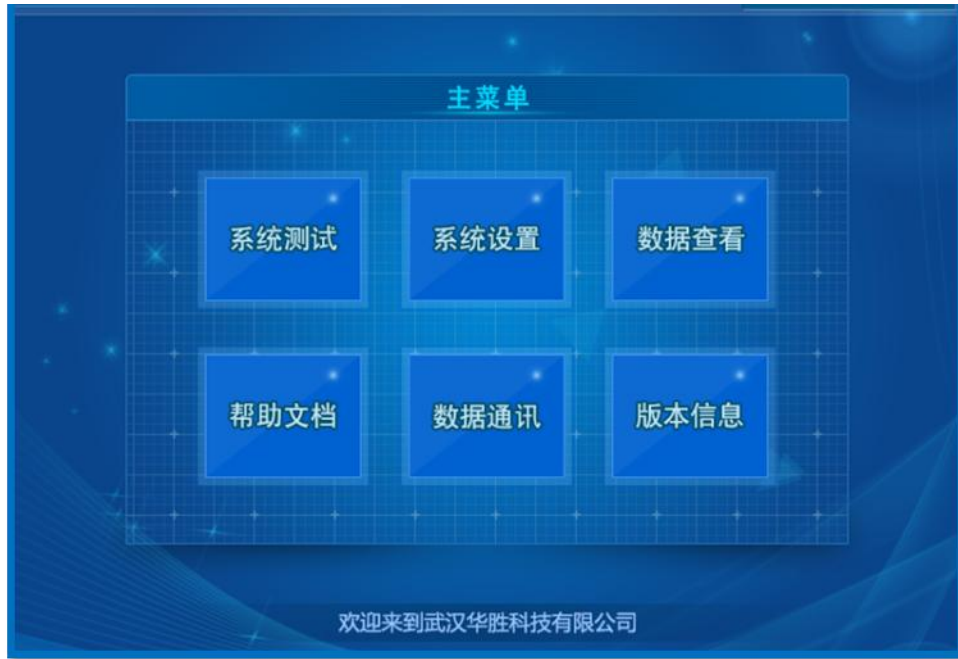 主菜单
系统测试 系统设置 数据查看
帮助文档 数据通讯 版本信息
欢迎来到武汉华胜科技有限公司